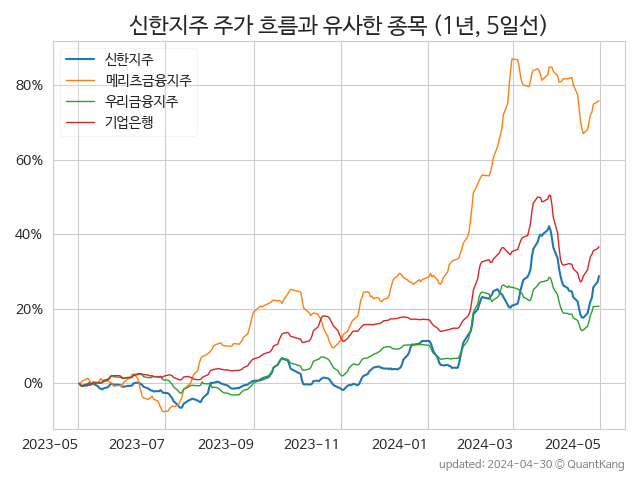 신한지주 주가 흐름과 유사한 종목 (1년, 5일선)
신한지주
메리츠금융지주
우리금융지주
기업은행
80%
60%
40%
20%
0%
2023-05 2023-07 2023-09 2023-11 2024-01 2024-03 2024-05
updated: 2024-04-30 © QuantKang